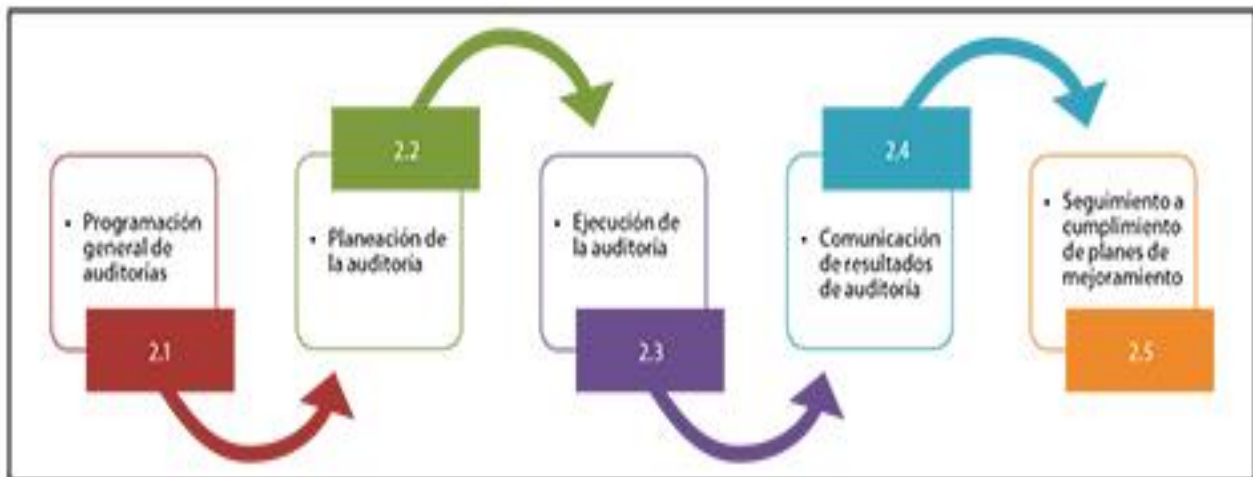 • Programación
general de
auditorías
2.1
2.2
• Planeación de
la auditoría
• Ejecución de
la auditoría
2.3
2.4
• Comunicación
de resultados
de auditoría
• Seguimiento a
cumplimiento
de planes de
mejoramiento
2.5